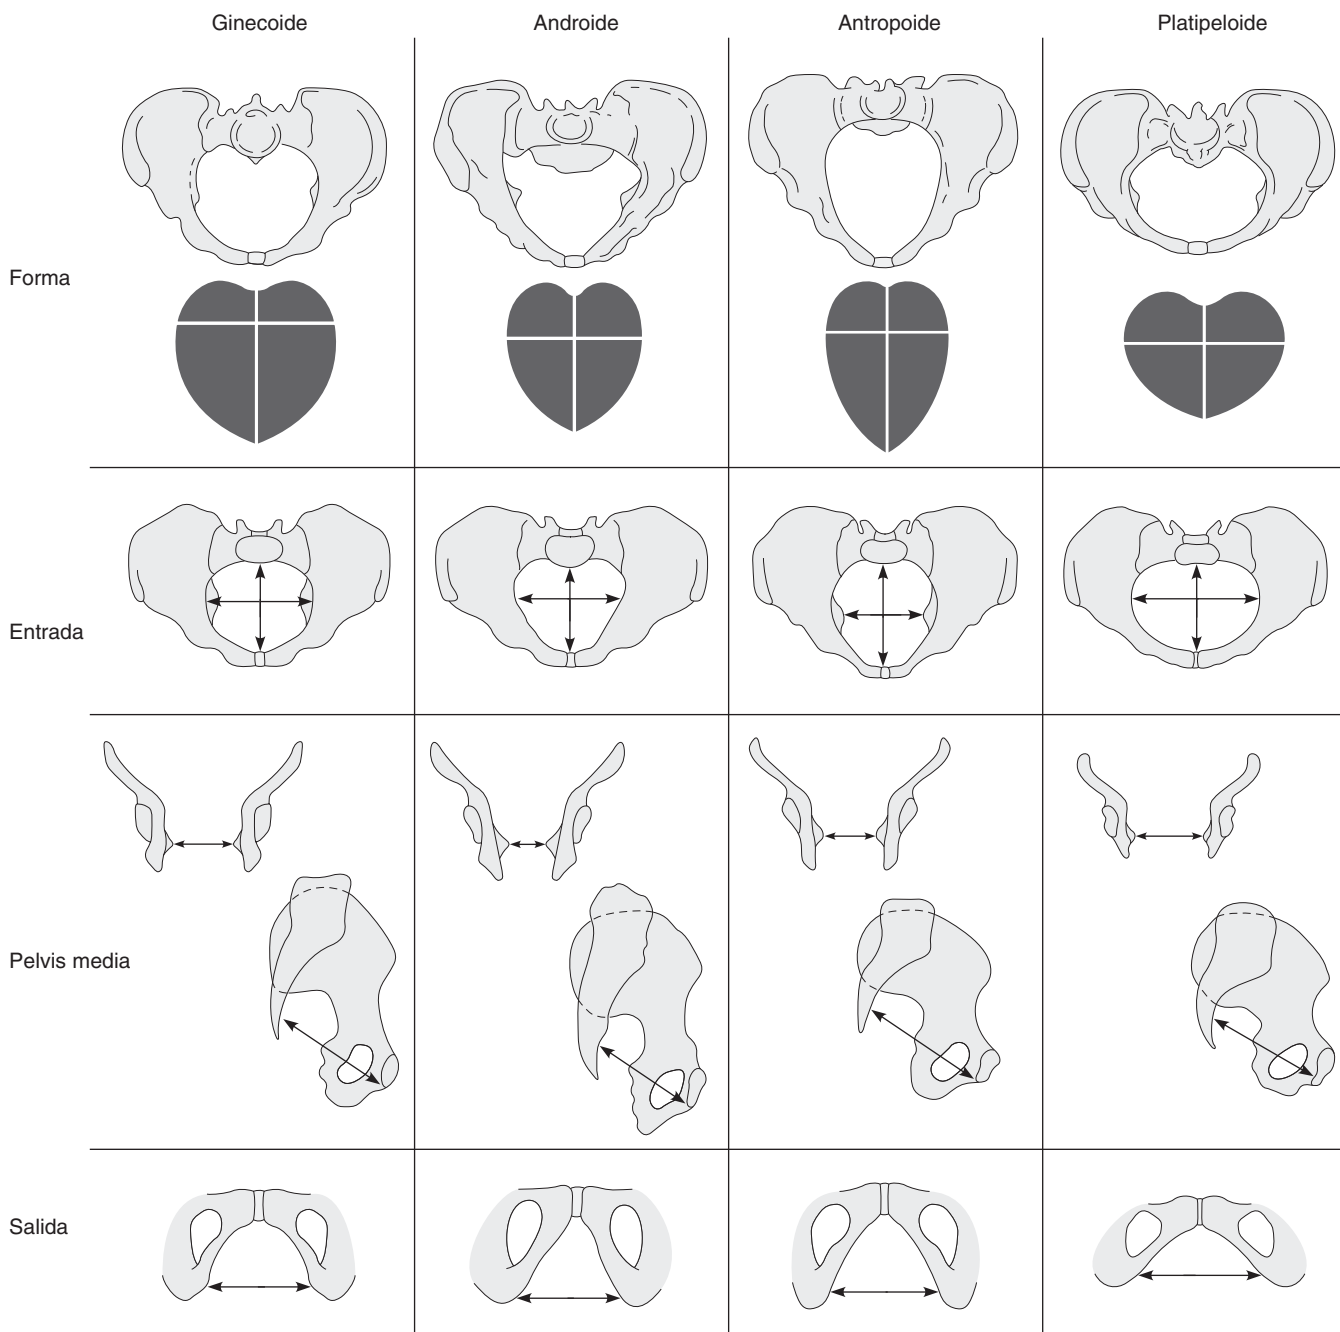 Ginecoide
Androide
Antropoide
Platipeloide
Forma
Entrada
Pelvis media
Salida